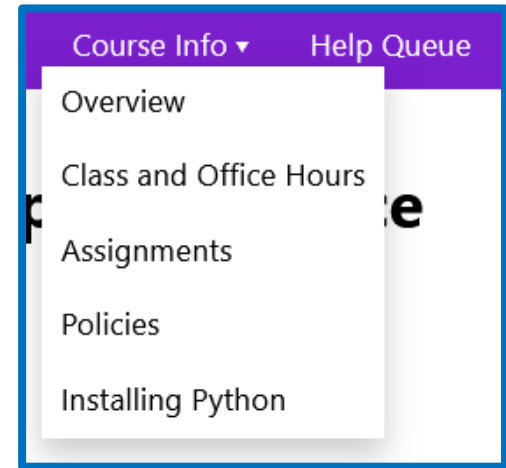 Course Info ▾ Help Queue
Overview
Class and Office Hours
Assignments
Policies
Installing Python